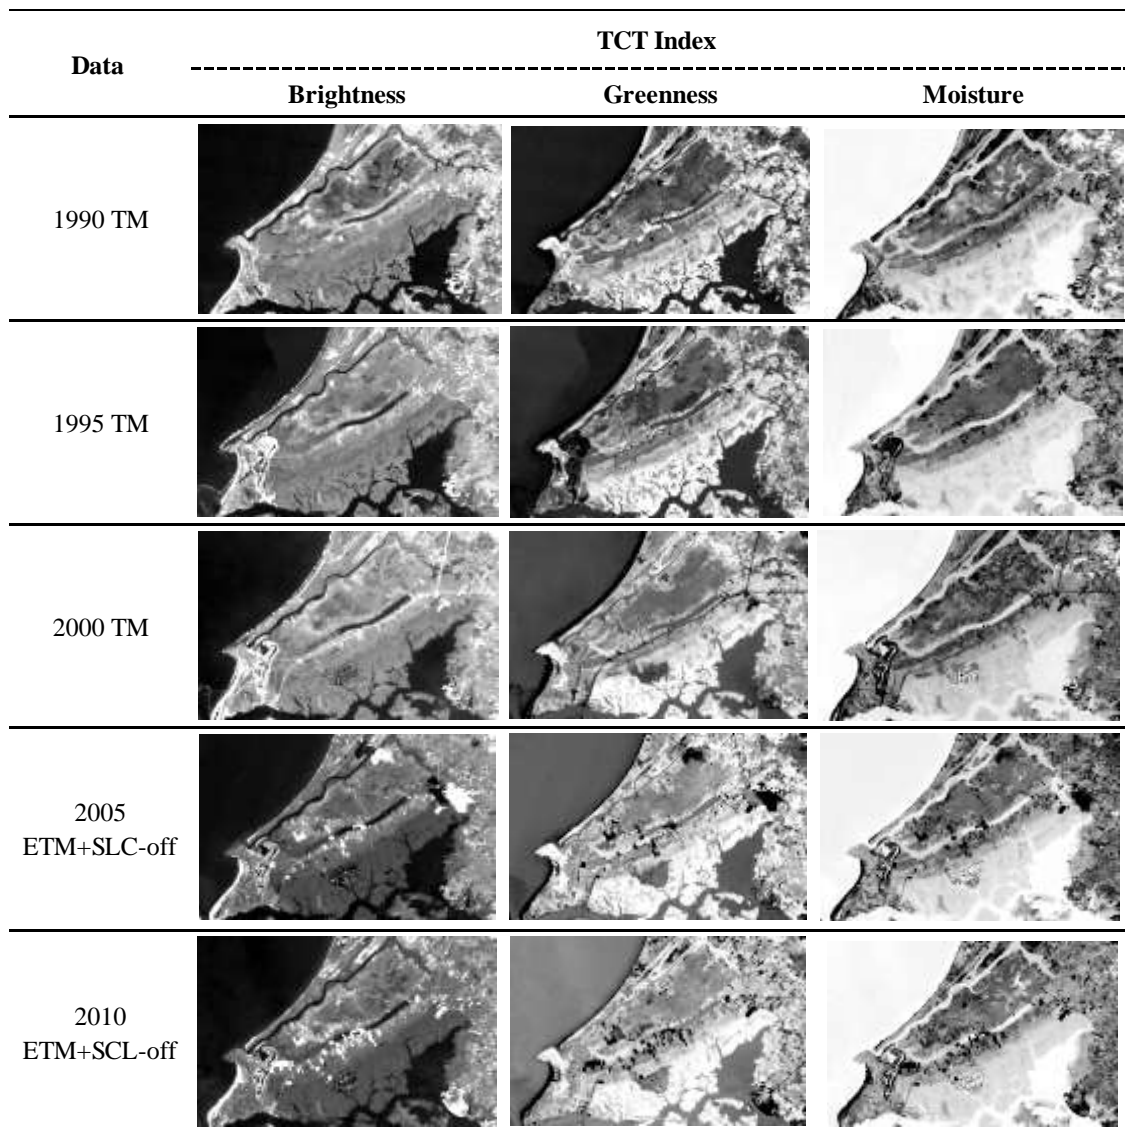 TCT Index
Data
Brightness Greenness Moisture
1990 TM
1995 TM
2000 TM
2005
ETM+SLC-off
2010
ETM+SCL-off